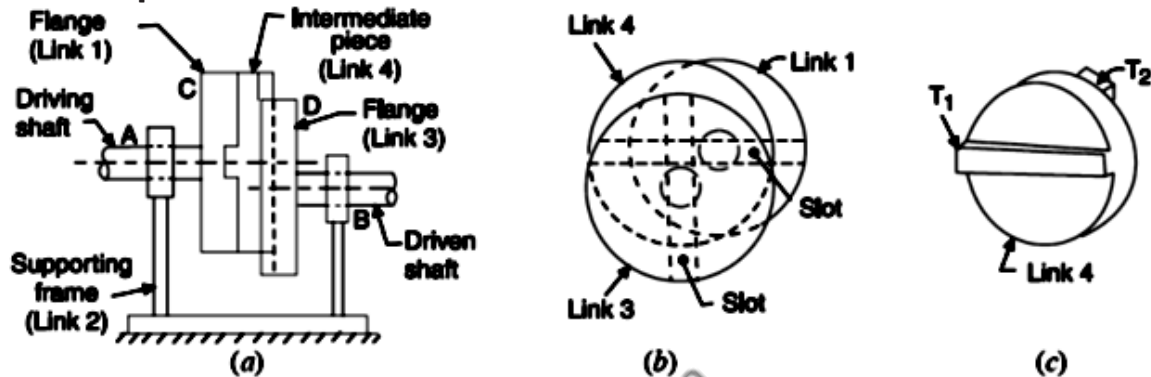 Flange
(Link 1)
Intermediate
piece
(Link 4)
C
D
Driving
shaft
A
Flange
(Link 3)
B
Driven
shaft
Supporting
frame
(Link 2)
(a)
Link 4
Link 1
Slot
Link 3
Slot
(b)
T2
T1
Link 4
(c)